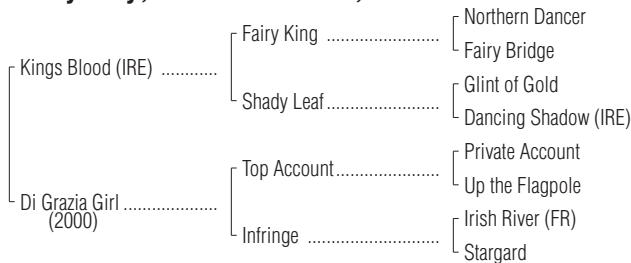 Northern Dancer
Fairy King ........................
Fairy Bridge
Kings Blood (IRE) ............
Glint of Gold
Shady Leaf ........................
Dancing Shadow (IRE)
Private Account
Top Account ......................
Up the Flagpole
Di Grazia Girl ....................
(2000)
Irish River (FR)
Infringe ............................
Stargard